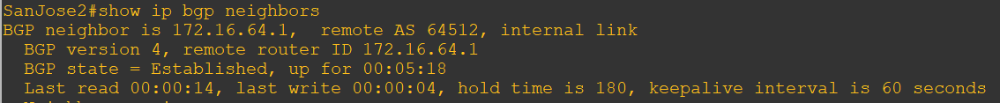 SanJose2#show ip bgp neighbors
BGP neighbor is 172.16.64.1,  remote AS 64512, internal link
  BGP version 4, remote router ID 172.16.64.1
  BGP state = Established, up for 00:05:18
  Last read 00:00:14, last write 00:00:04, hold time is 180, keepalive interval is 60 seconds